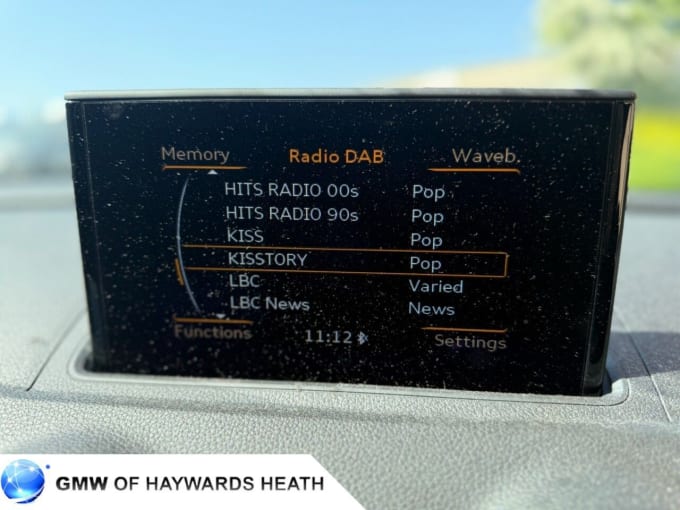 Memory Radio DAB Waveb.
HITS RADIO 00s Pop
HITS RADIO 90s Pop
KISS Pop
KISSTORY Pop
LBC Varied
LBC News News
Functions 11:12 Settings
GMW OF HAYWARDS HEATH